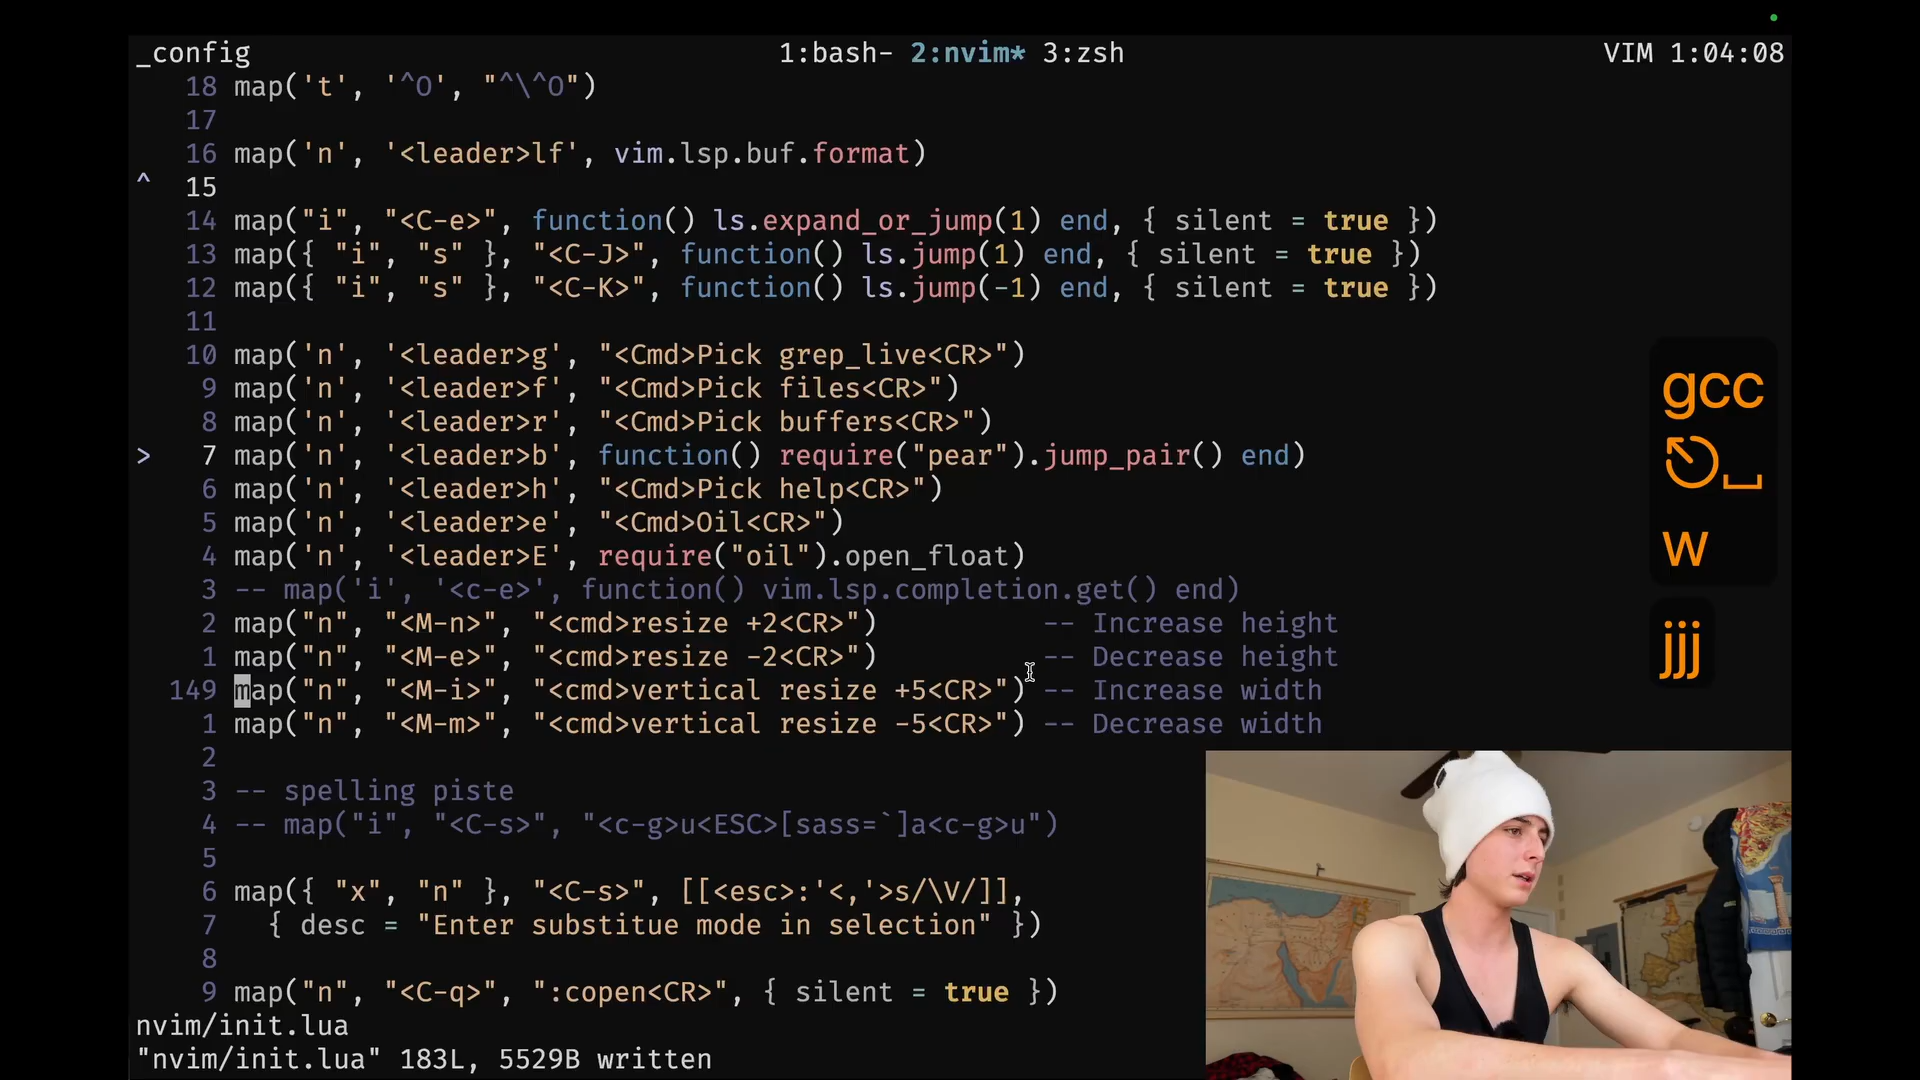 _config 1:bash- 2:nvim* 3:zsh VIM 1:04:08
18 map('t', '^O', "^\^O")
17
16 map('n', '<leader>lf', vim.lsp.buf.format)
^ 15
14 map("i", "<C-e>", function() ls.expand_or_jump(1) end, { silent = true })
13 map({ "i", "s" }, "<C-J>", function() ls.jump(1) end, { silent = true })
12 map({ "i", "s" }, "<C-K>", function() ls.jump(-1) end, { silent = true })
11
10 map('n', '<leader>g', "<Cmd>Pick grep_live<CR>")
9 map('n', '<leader>f', "<Cmd>Pick files<CR>")
8 map('n', '<leader>r', "<Cmd>Pick buffers<CR>")
> 7 map('n', '<leader>b', function() require("pear").jump_pair() end)
6 map('n', '<leader>h', "<Cmd>Pick help<CR>")
5 map('n', '<leader>e', "<Cmd>Oil<CR>")
4 map('n', '<leader>E', require("oil").open_float)
3 -- map('i', '<c-e>', function() vim.lsp.completion.get() end)
2 map("n", "<M-n>", "<cmd>resize +2<CR>") -- Increase height
1 map("n", "<M-e>", "<cmd>resize -2<CR>") -- Decrease height
149 map("n", "<M-i>", "<cmd>vertical resize +5<CR>") -- Increase width
1 map("n", "<M-m>", "<cmd>vertical resize -5<CR>") -- Decrease width
2
3 -- spelling piste
4 -- map("i", "<C-s>", "<c-g>u<ESC>[sass=`]a<c-g>u")
5
6 map({ "x", "n" }, "<C-s>", [[<esc>:'<,'>s/\V/]],
7 { desc = "Enter substitue mode in selection" })
8
9 map("n", "<C-q>", ":copen<CR>", { silent = true })
nvim/init.lua
"nvim/init.lua" 183L, 5529B written
gcc
w
jjj